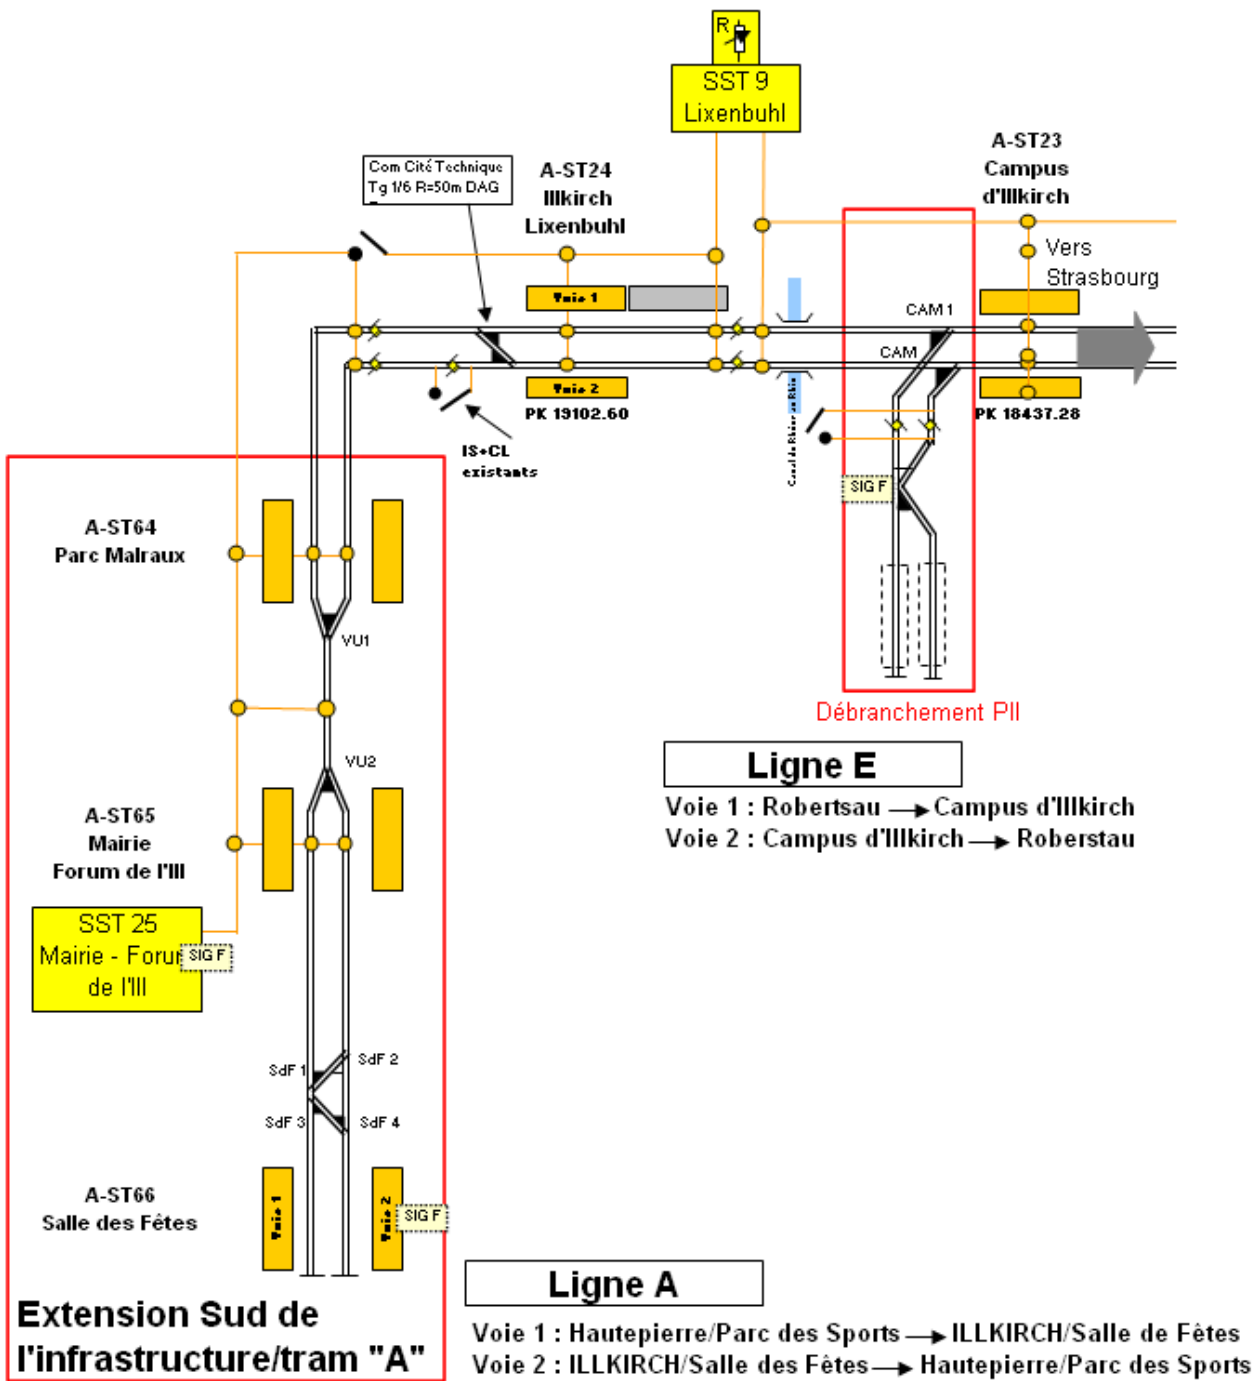 R
SST 9
Lixenbuhl
Com Cité Technique
Tg 1/6 R=50m DAG
A-ST24
Illkirch
Lixenbuhl
A-ST23
Campus
d'Illkirch
Vers
Strasbourg
Voie 1
CAM 1
CAM
Voie 2
PK 19102.60
PK 18437.28
IS+CL
existants
Canal du Rhône au Rhin
SIG F
A-ST64
Parc Malraux
VU1
Débranchement PII
VU2
Ligne E
Voie 1 : Robertsau → Campus d'Illkirch
Voie 2 : Campus d'Illkirch → Roberstau
A-ST65
Mairie
Forum de l'Ill
SST 25
Mairie - Forum
de l'Ill
SIG F
SdF 1
SdF 2
SdF 3
SdF 4
A-ST66
Salle des Fêtes
Voie 1
Voie 2
SIG F
Ligne A
Extension Sud de
l'infrastructure/tram "A"
Voie 1 : Hautepierre/Parc des Sports → ILLKIRCH/Salle de Fêtes
Voie 2 : ILLKIRCH/Salle des Fêtes → Hautepierre/Parc des Sports